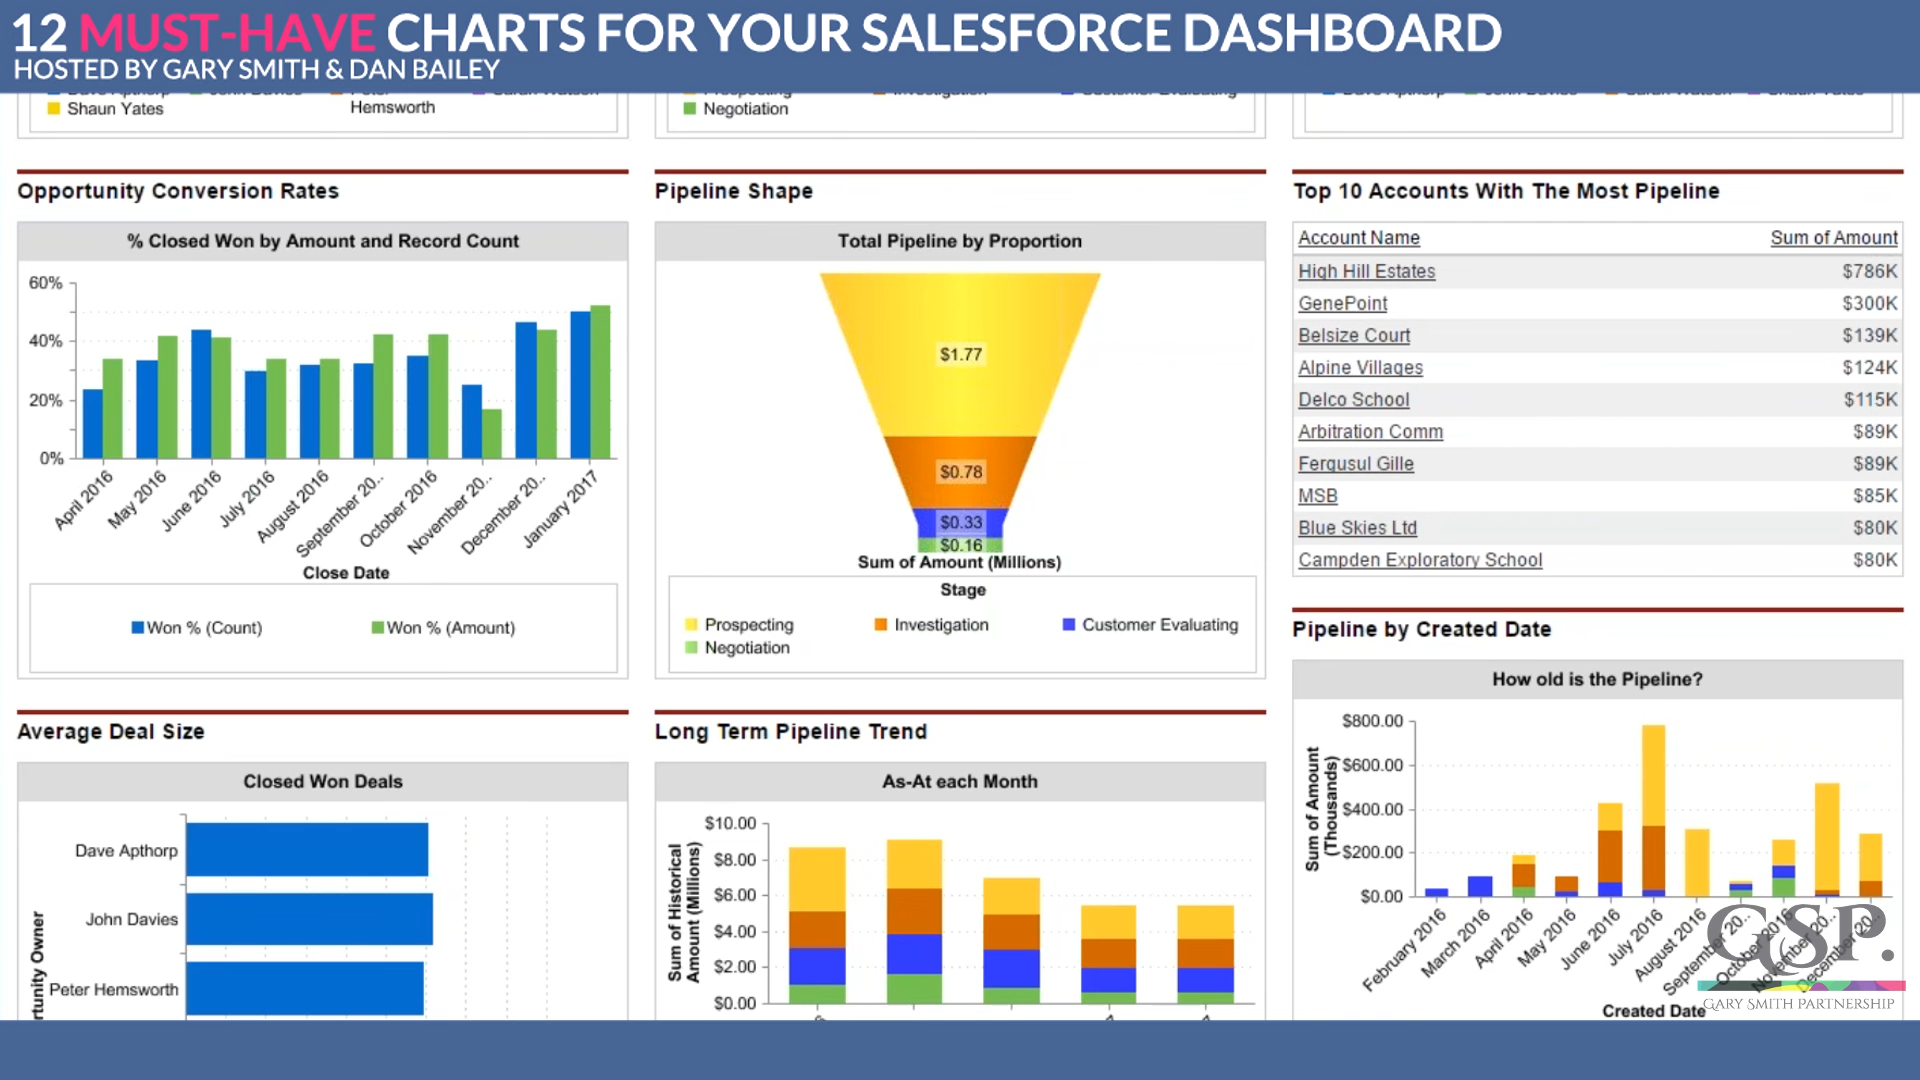 12 MUST-HAVE CHARTS FOR YOUR SALESFORCE DASHBOARD
HOSTED BY GARY SMITH & DAN BAILEY
Shaun Yates
Hemsworth
Negotiation
Opportunity Conversion Rates
% Closed Won by Amount and Record Count
60%
40%
20%
0%
April 2016
May 2016
June 2016
July 2016
August 2016
September 20..
October 2016
November 20..
December 20..
January 2017
Close Date
Won % (Count)
Won % (Amount)
Pipeline Shape
Total Pipeline by Proportion
$1.77
$0.78
$0.33
$0.16
Sum of Amount (Millions)
Stage
Prospecting
Investigation
Customer Evaluating
Negotiation
Top 10 Accounts With The Most Pipeline
Account Name Sum of Amount
High Hill Estates $786K
GenePoint $300K
Belsize Court $139K
Alpine Villages $124K
Delco School $115K
Arbitration Comm $89K
Fergusul Gille $89K
MSB $85K
Blue Skies Ltd $80K
Campden Exploratory School $80K
Average Deal Size
Closed Won Deals
Dave Apthorp
John Davies
Peter Hemsworth
Long Term Pipeline Trend
As-At each Month
Sum of Historical
Amount (Millions)
$10.00
$8.00
$6.00
$4.00
$2.00
$0.00
Pipeline by Created Date
How old is the Pipeline?
Sum of Amount
(Thousands)
$800.00
$600.00
$400.00
$200.00
$0.00
February 2016
March 2016
April 2016
May 2016
June 2016
July 2016
August 2016
September 20..
October 2016
November 20..
December 20..
Created Date
GSP.
GARY SMITH PARTNERSHIP